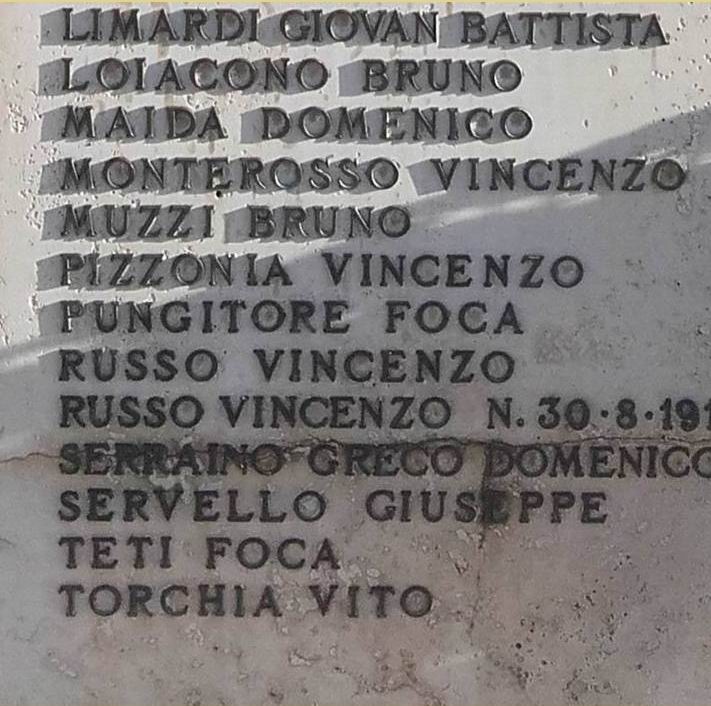 LIMARDI GIOVAN BATTISTA
LOIACONO BRUNO
MAIDA DOMENICO
MONTEROSSO VINCENZO
MUZZI BRUNO
PIZZONIA VINCENZO
PUNGITORE FOCA
RUSSO VINCENZO
RUSSO VINCENZO N. 30·8·191
SERRAINO GRECO DOMENICO
SERVELLO GIUSEPPE
TETI FOCA
TORCHIA VITO